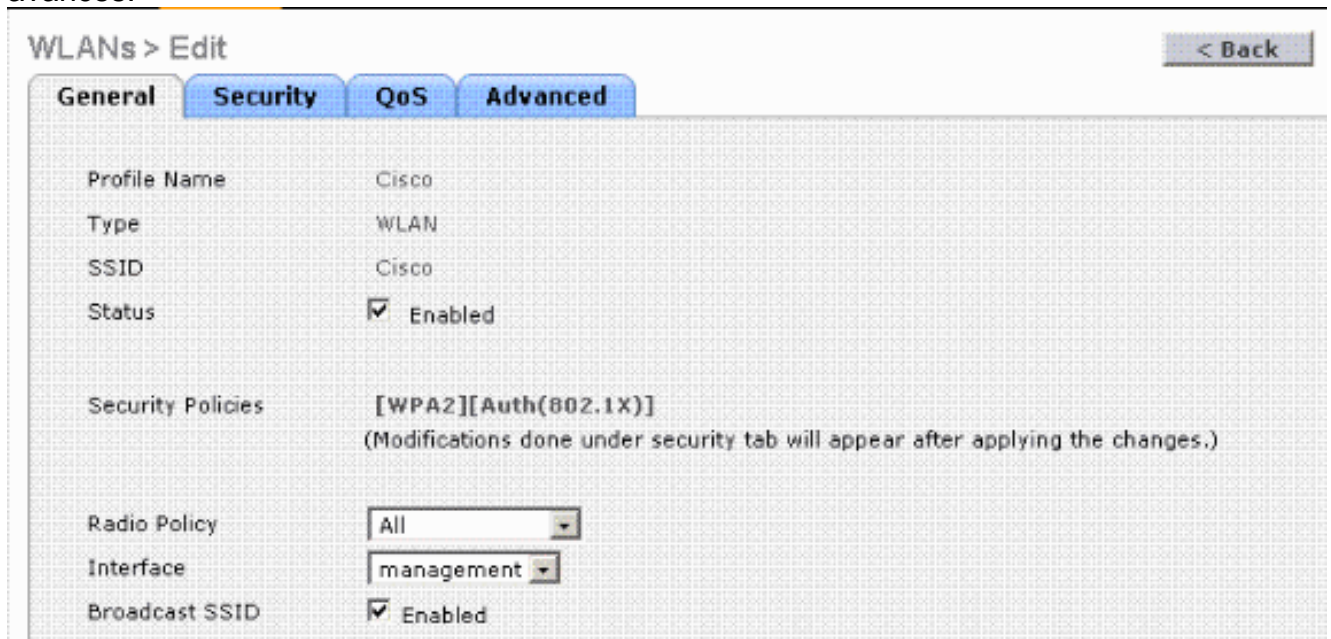 avancés.
WLANs > Edit
< Back
General Security QoS Advanced
Profile Name Cisco
Type WLAN
SSID Cisco
Status Enabled
Security Policies [WPA2][Auth(802.1X)]
(Modifications done under security tab will appear after applying the changes.)
Radio Policy All
Interface management
Broadcast SSID Enabled